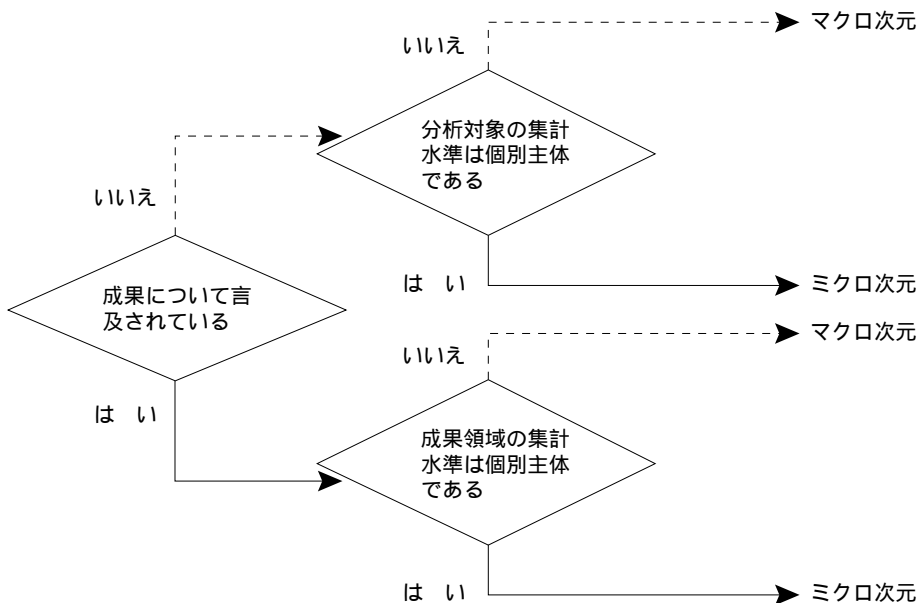 マクロ次元
いいえ
分析対象の集計
水準は個別主体
である
いいえ
は い
ミクロ次元
成果について言
及されている
マクロ次元
いいえ
は い
成果領域の集計
水準は個別主体
である
は い
ミクロ次元